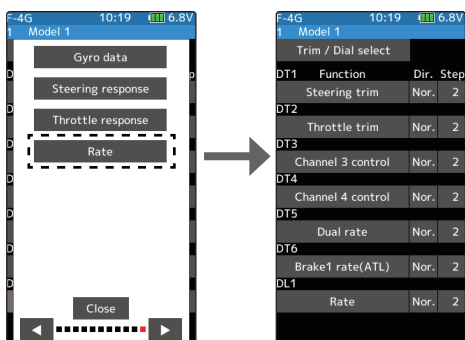 F-4G 10:19 6.8V
1 Model 1
Gyro data
Steering response
Throttle response
Rate
Close
F-4G 10:19 6.8V
1 Model 1
Trim / Dial select
DT1 Function Dir. Step
Steering trim Nor. 2
DT2
Throttle trim Nor. 2
DT3
Channel 3 control Nor. 2
DT4
Channel 4 control Nor. 2
DT5
Dual rate Nor. 2
DT6
Brake1 rate(ATL) Nor. 2
DL1
Rate Nor. 2